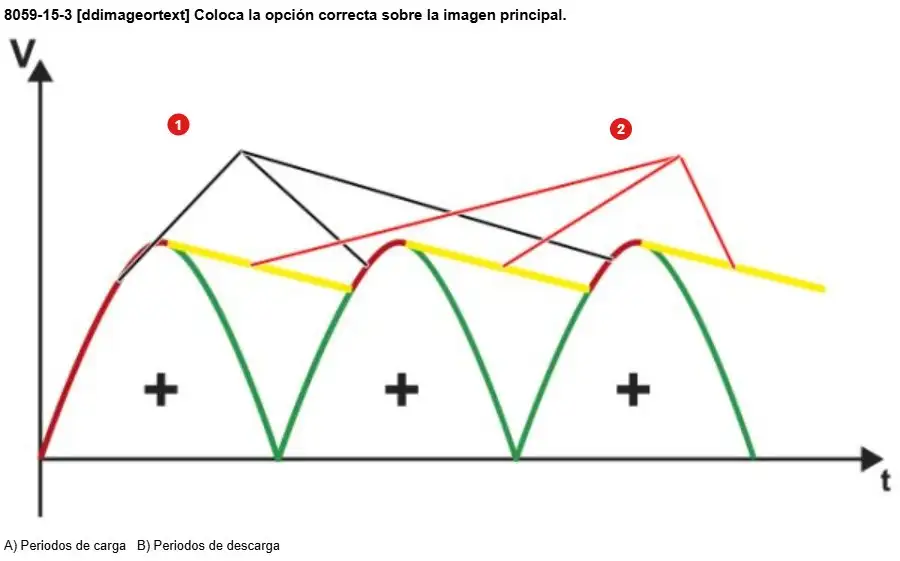 8059-15-3 [ddimageortext] Coloca la opción correcta sobre la imagen principal.
V
1
2
+ + +
t
A) Periodos de carga B) Periodos de descarga